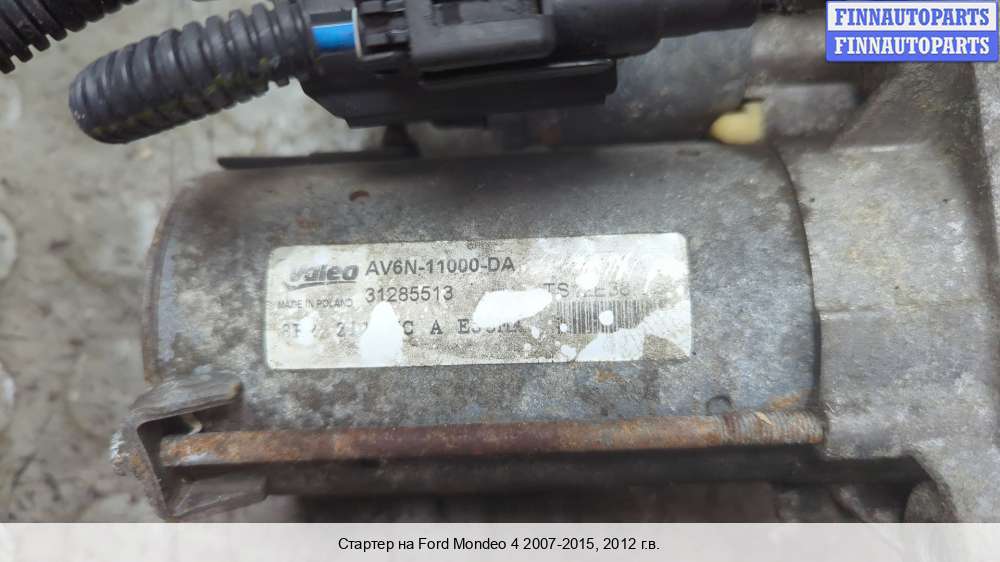 FINNAUTOPARTS
FINNAUTOPARTS
Valeo AV6N-11000-DA
MADE IN POLAND 31285513
C A
Стартер на Ford Mondeo 4 2007-2015, 2012 г.в.